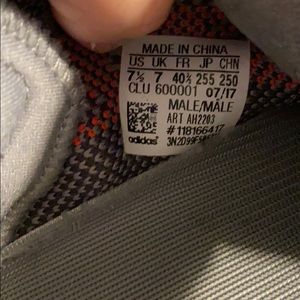 MADE IN CHINA
US UK FR JP CHN
7½ 7 40⅔ 255 250
CLU 600001 07/17
MALE/MÂLE
ART AH2203
#118166417
adidas